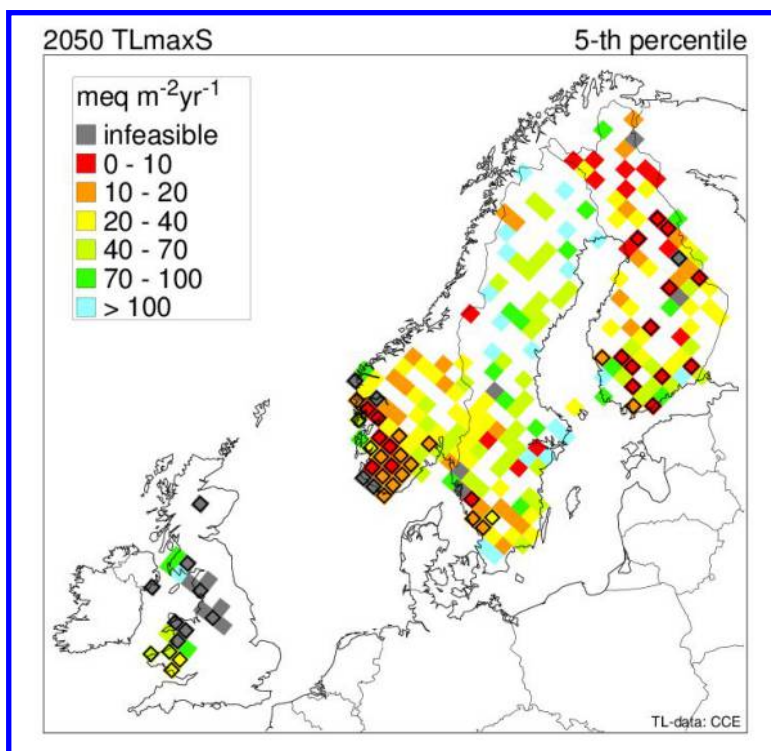 2050 TLmaxS 5-th percentile
meq m⁻²yr⁻¹
infeasible
0 - 10
10 - 20
20 - 40
40 - 70
70 - 100
> 100
TL-data: CCE